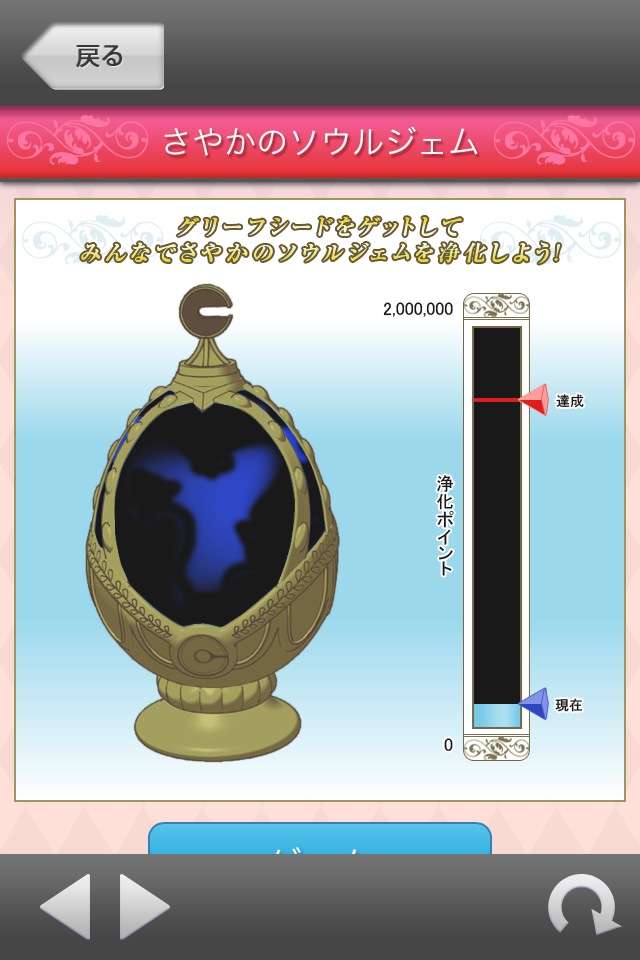 戻る
さやかのソウルジェム
グリーフシードをゲットして
みんなでさやかのソウルジェムを浄化しよう!
2,000,000
達成
浄化ポイント
現在
0